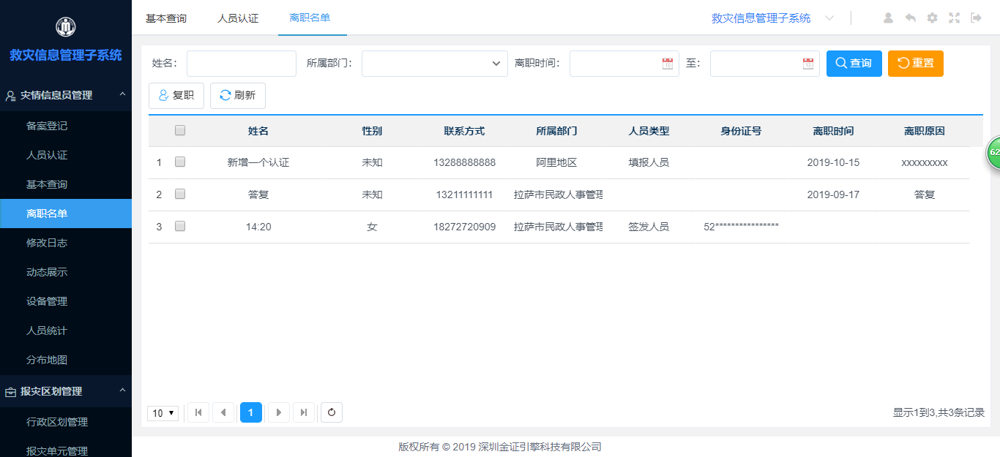 救灾信息管理子系统
灾情信息员管理
备案登记
人员认证
基本查询
离职名单
修改日志
动态展示
设备管理
人员统计
分布地图
报灾区划管理
行政区划管理
报灾单元管理
基本查询 人员认证 离职名单 救灾信息管理子系统
姓名： 所属部门： 离职时间： 至： 查询 重置
复职 刷新
姓名 性别 联系方式 所属部门 人员类型 身份证号 离职时间 离职原因
1 新增一个认证 未知 13288888888 阿里地区 填报人员 2019-10-15 xxxxxxxxx
2 答复 未知 13211111111 拉萨市民政人事管理 2019-09-17 答复
3 14:20 女 18272720909 拉萨市民政人事管理 签发人员 52****************
62
10 1 显示1到3,共3条记录
版权所有 © 2019 深圳金证引擎科技有限公司